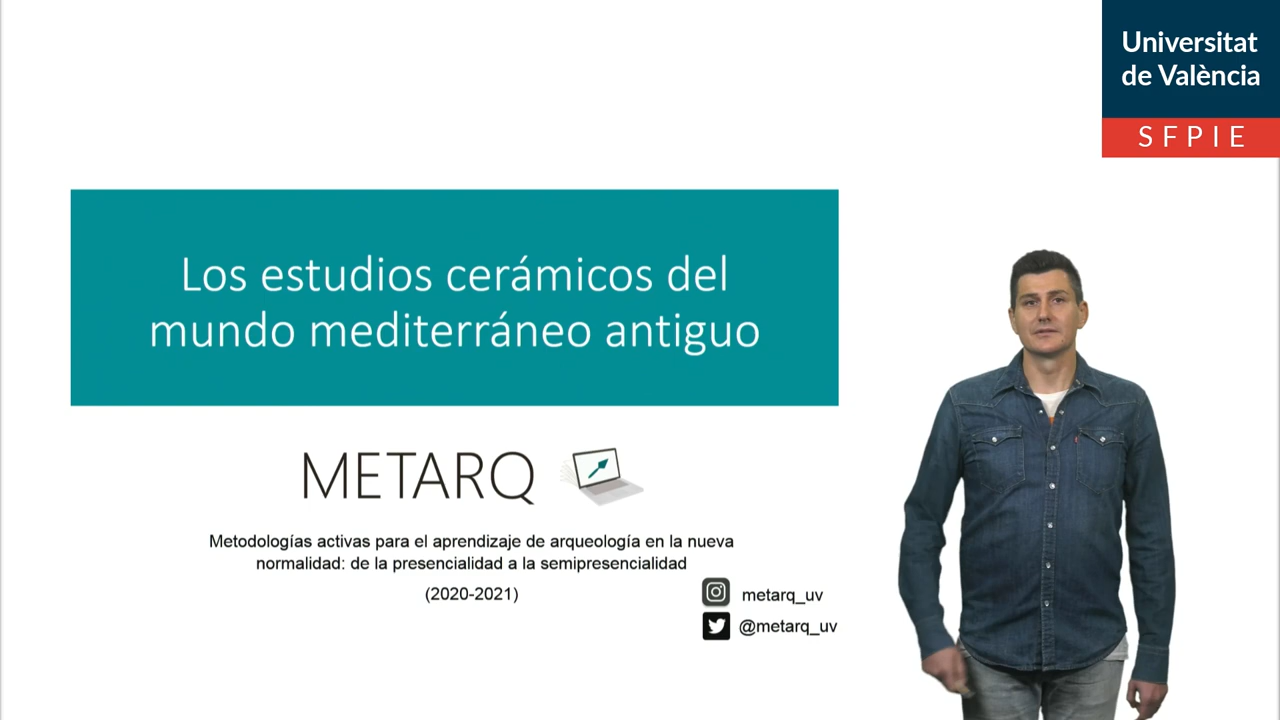 Universitat
de València
SFPIE
Los estudios cerámicos del
mundo mediterráneo antiguo
METARQ
Metodologías activas para el aprendizaje de arqueología en la nueva
normalidad: de la presencialidad a la semipresencialidad
(2020-2021)
metarq_uv
@metarq_uv